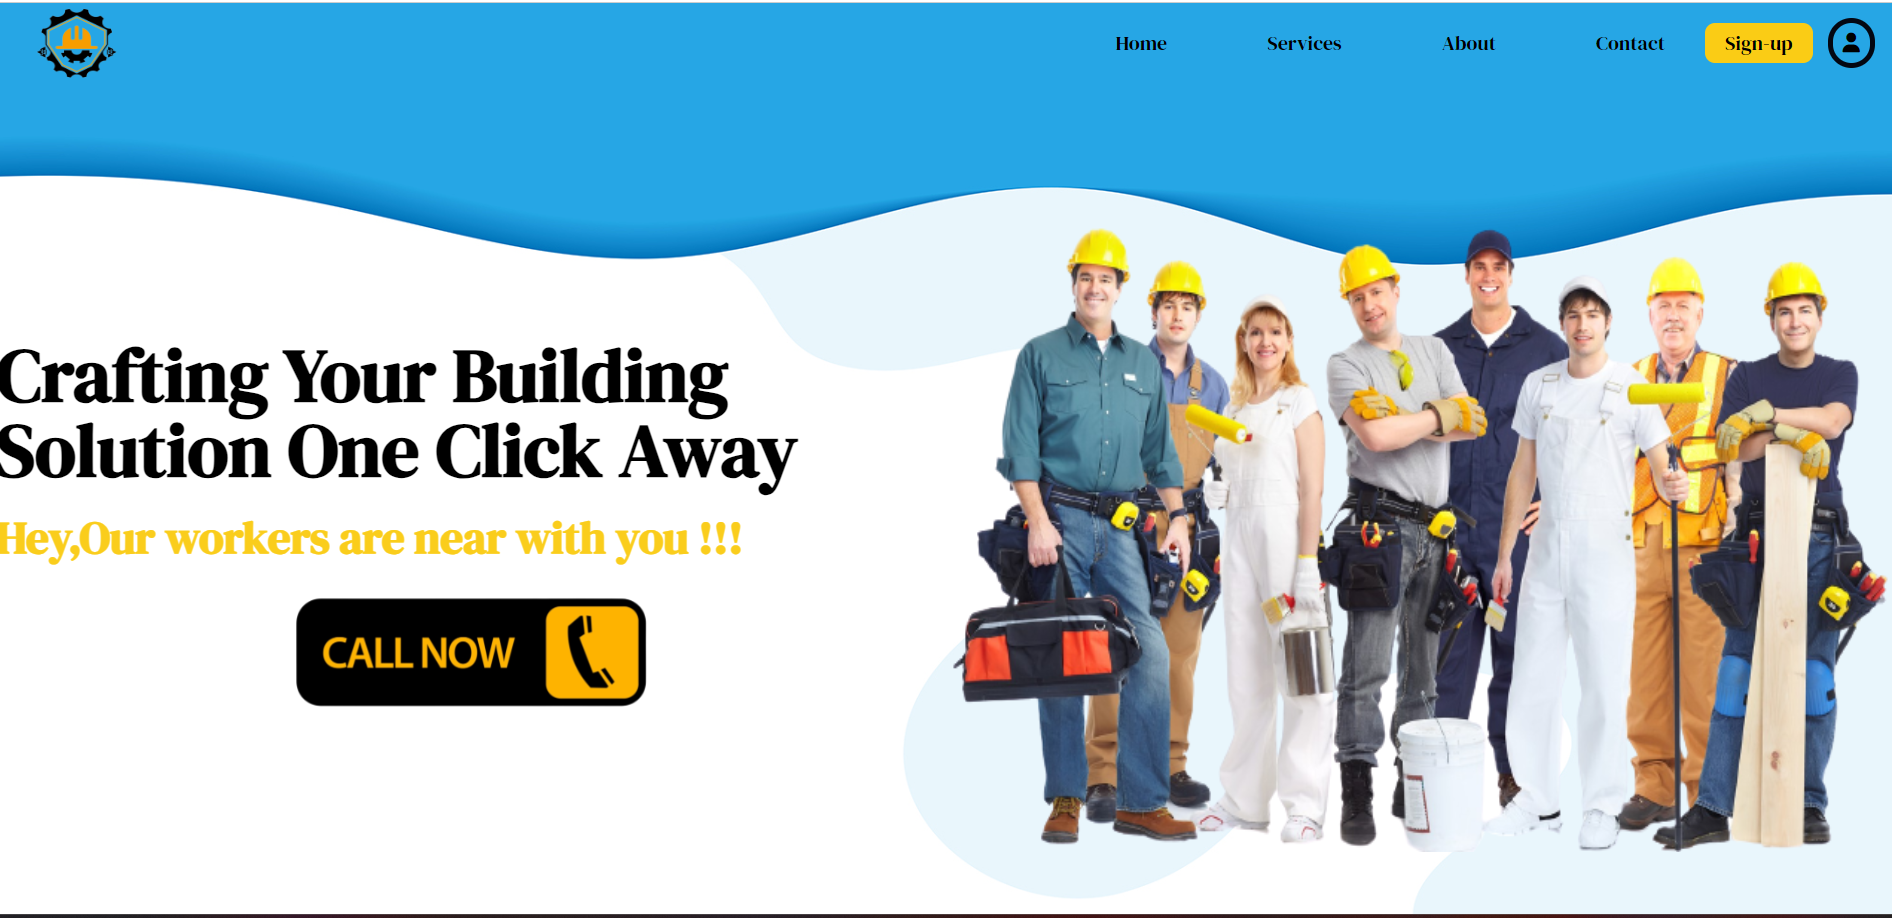 Home
Services
About
Contact
Sign-up
Crafting Your Building
Solution One Click Away
Hey,Our workers are near with you !!!
CALL NOW